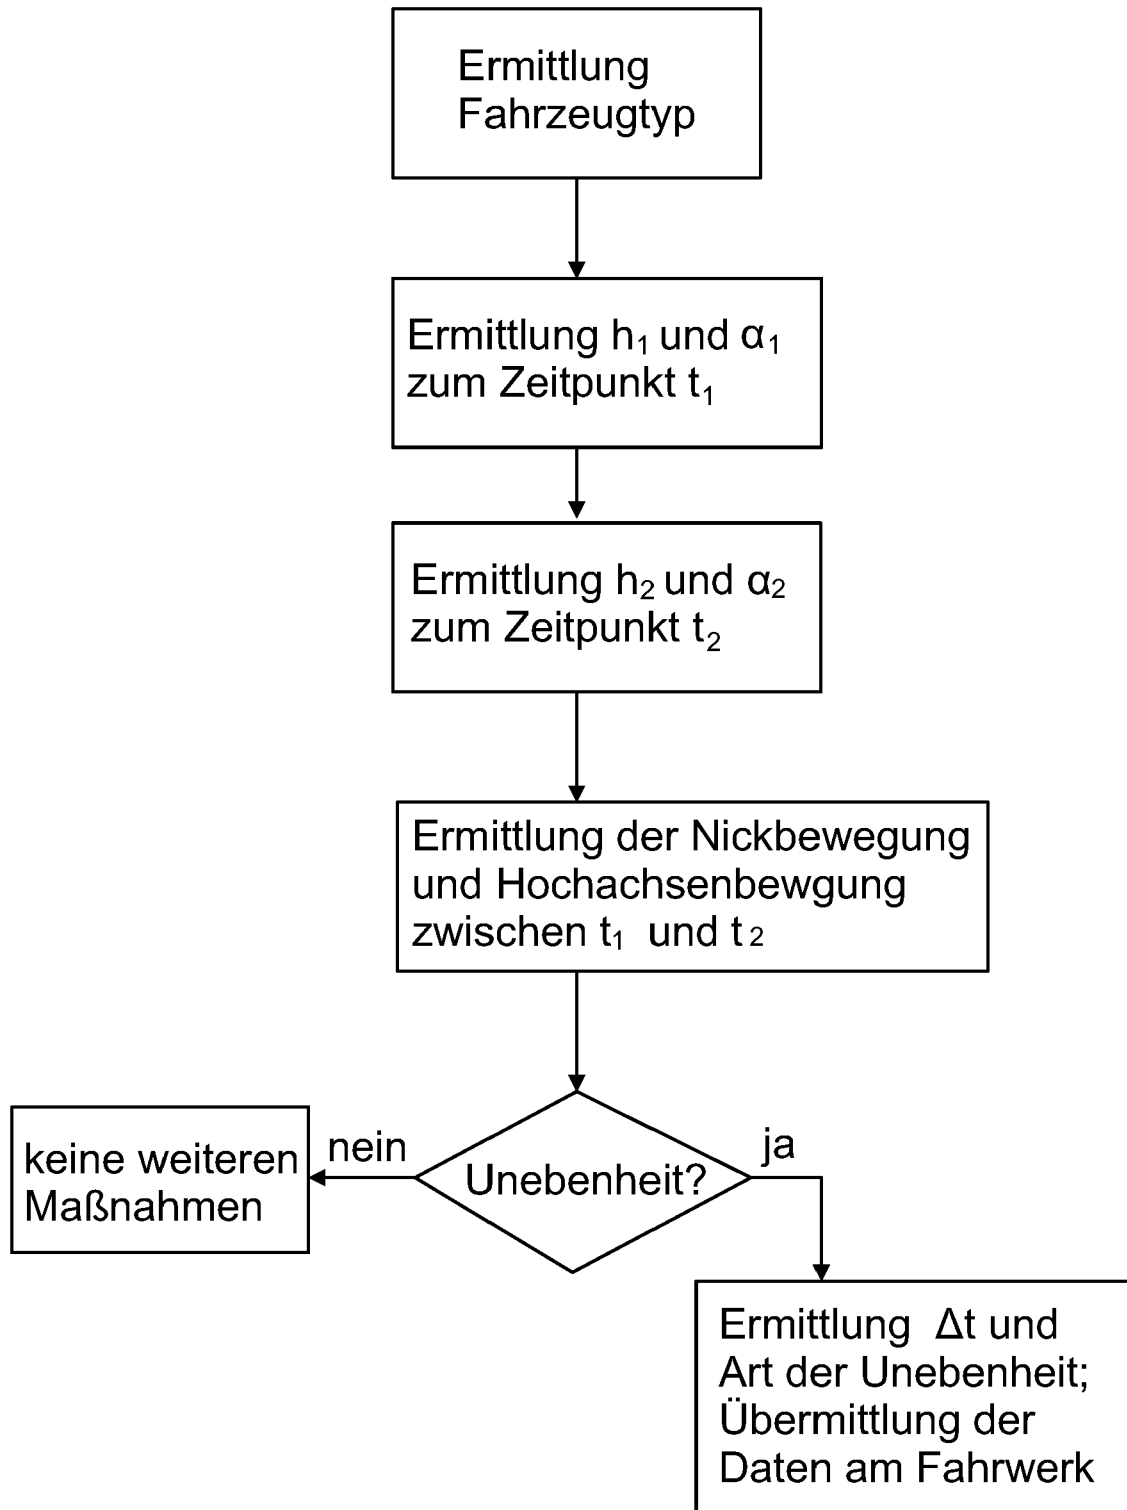 Ermittlung
Fahrzeugtyp
Ermittlung h₁ und α₁
zum Zeitpunkt t₁
Ermittlung h₂ und α₂
zum Zeitpunkt t₂
Ermittlung der Nickbewegung
und Hochachsenbewgung
zwischen t₁ und t₂
keine weiteren
Maßnahmen
nein
Unebenheit?
ja
Ermittlung Δt und
Art der Unebenheit;
Übermittlung der
Daten am Fahrwerk